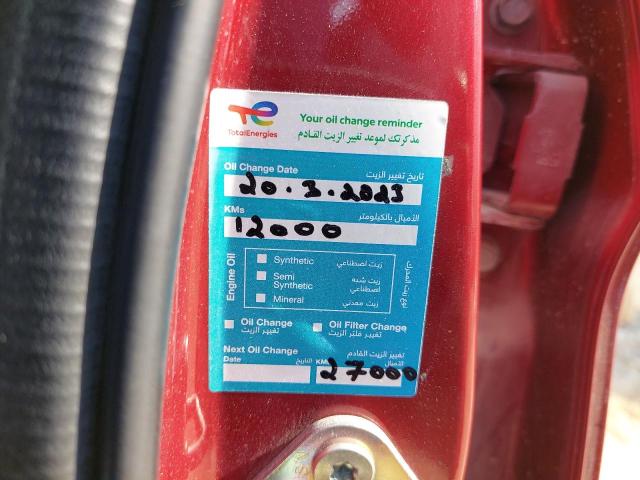 TotalEnergies
Your oil change reminder
مذكرتك لموعد تغيير الزيت القادم
Oil Change Date تاريخ تغيير الزيت
20.3.2023
KMs الأميال بالكيلومتر
12000
Engine Oil
Synthetic زيت اصطناعي
Semi Synthetic زيت شبه اصطناعي
Mineral زيت معدني
نوع زيت المحرك
Oil Change Oil Filter Change
تغيير الزيت تغيير فلتر الزيت
Next Oil Change تغيير الزيت القادم
Date التاريخ KMs الأميال
27000